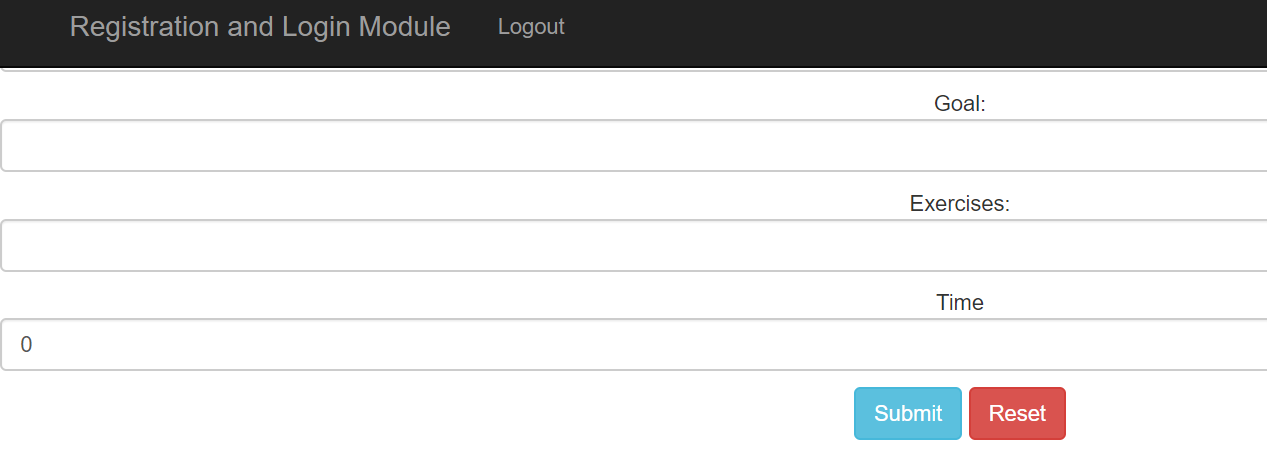 Registration and Login Module Logout
Goal:
Exercises:
Time
0
Submit Reset